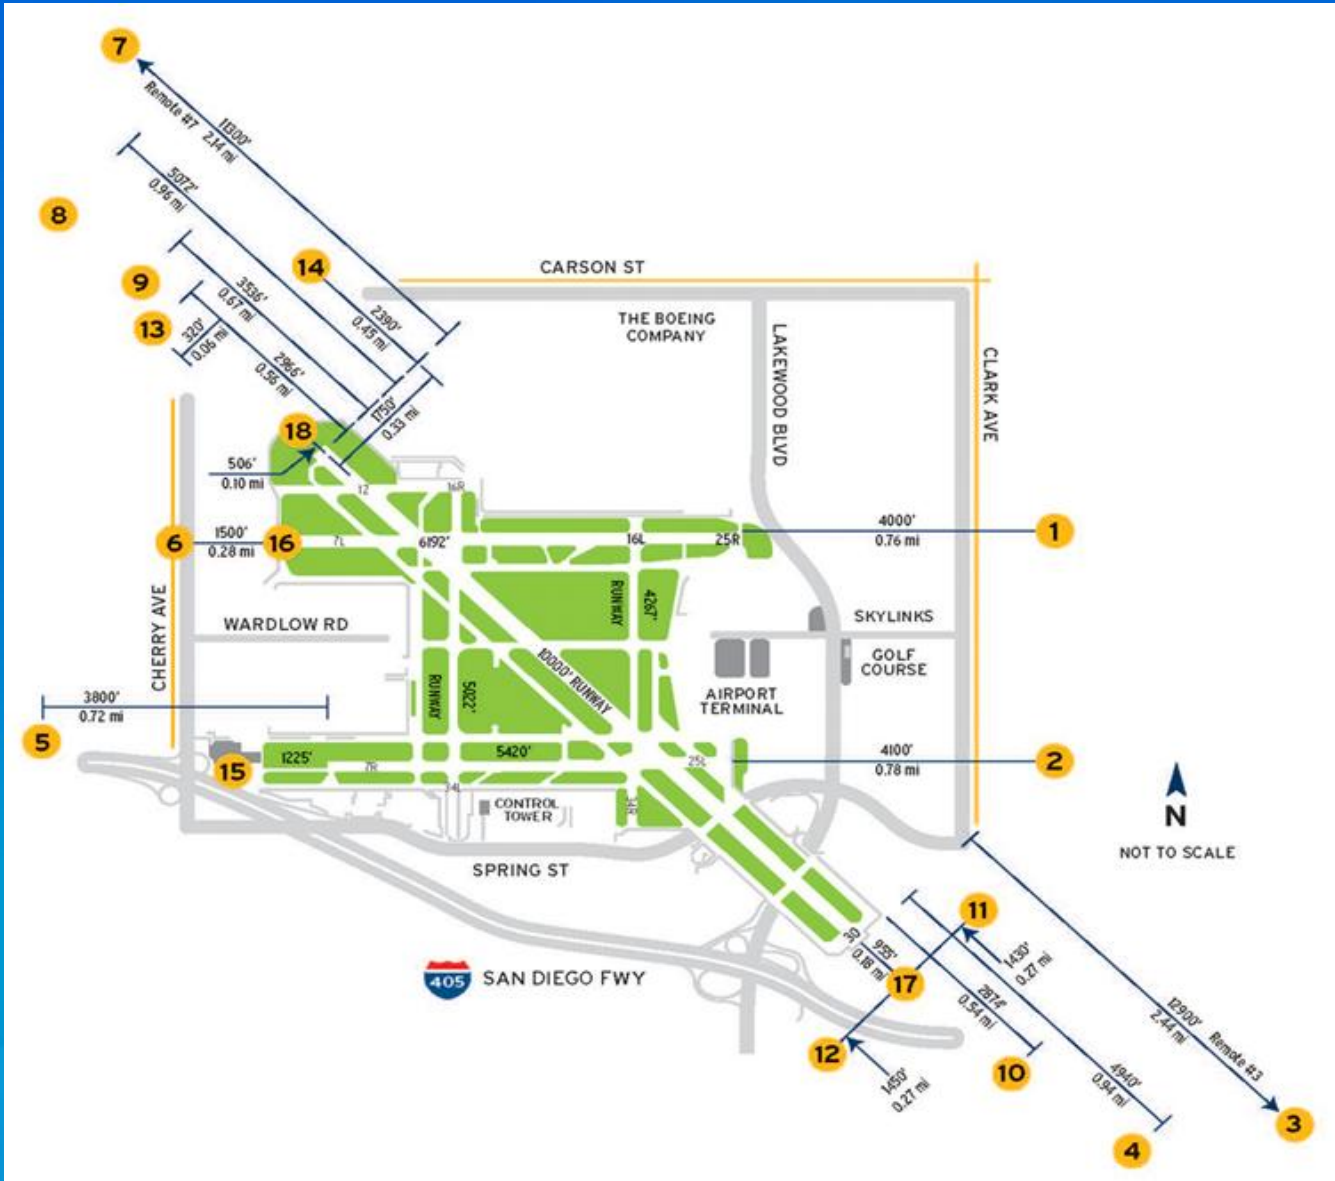 7
11300'
Remote #7 2.14 mi
5072'
0.96 mi
8
14
CARSON ST
9
3536'
0.67 mi
2390'
0.45 mi
THE BOEING
COMPANY
13
320'
0.06 mi
LAKEWOOD BLVD
CLARK AVE
2966'
0.56 mi
1750'
0.33 mi
18
506'
0.10 mi
12
16R
6
1500'
0.28 mi
16
7L
6192'
16L
25R
4000'
0.76 mi
1
CHERRY AVE
WARDLOW RD
RUNWAY
4267'
SKYLINKS
GOLF
COURSE
10000' RUNWAY
RUNWAY
5022'
AIRPORT
TERMINAL
3800'
0.72 mi
5
15
1225'
7R
5420'
25L
4100'
0.78 mi
2
34L
CONTROL
TOWER
34R
N
NOT TO SCALE
SPRING ST
405 SAN DIEGO FWY
30
955'
0.18 mi
17
11
1430'
0.27 mi
2874'
0.54 mi
12
1450'
0.27 mi
10
12900' Remote #3
2.44 mi
4940'
0.94 mi
3
4